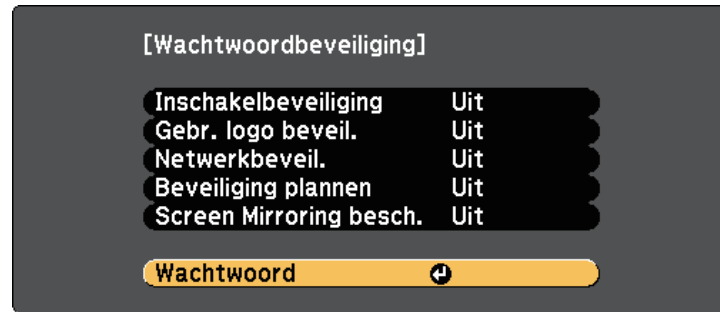 [Wachtwoordbeveiliging]
Inschakelbeveiliging Uit
Gebr. logo beveil. Uit
Netwerkbeveil. Uit
Beveiliging plannen Uit
Screen Mirroring besch. Uit
Wachtwoord